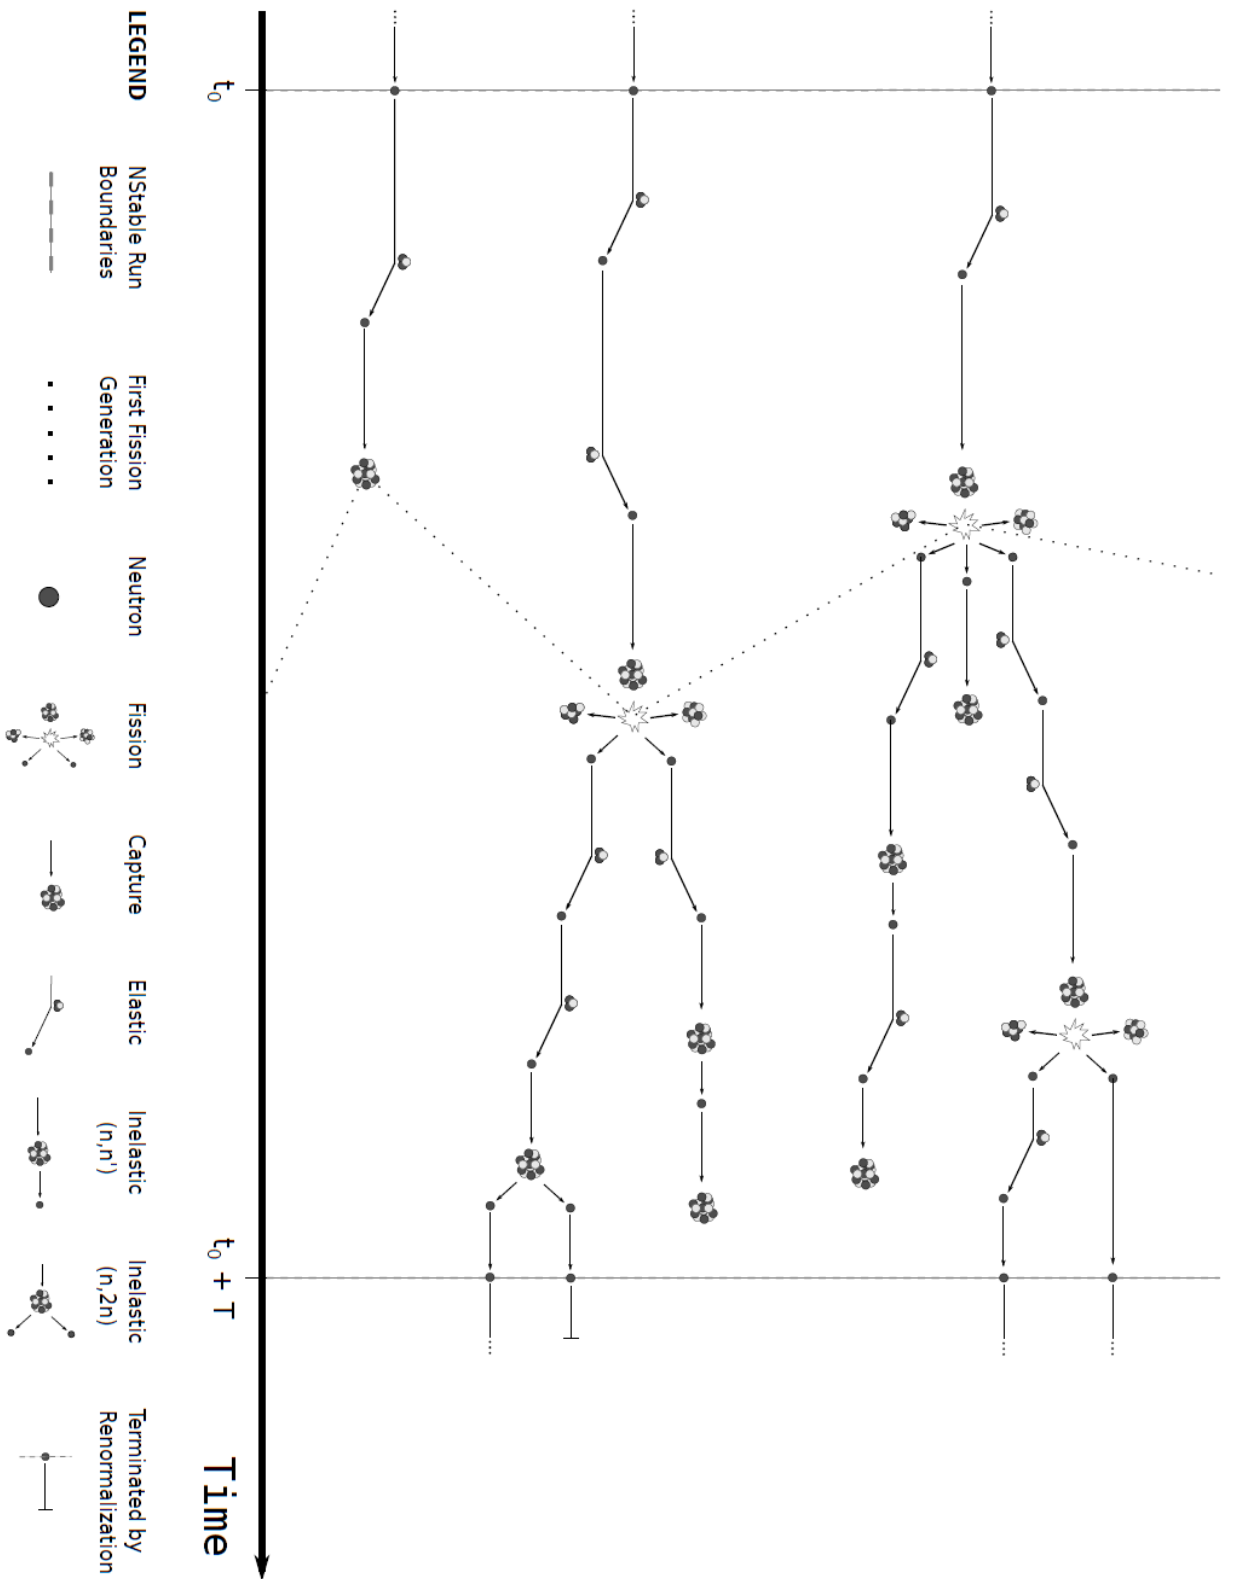 t₀
t₀ + T
Time
LEGEND
NStable Run
Boundaries
First Fission
Generation
Neutron
Fission
Capture
Elastic
Inelastic
(n,n')
Inelastic
(n,2n)
Terminated by
Renormalization